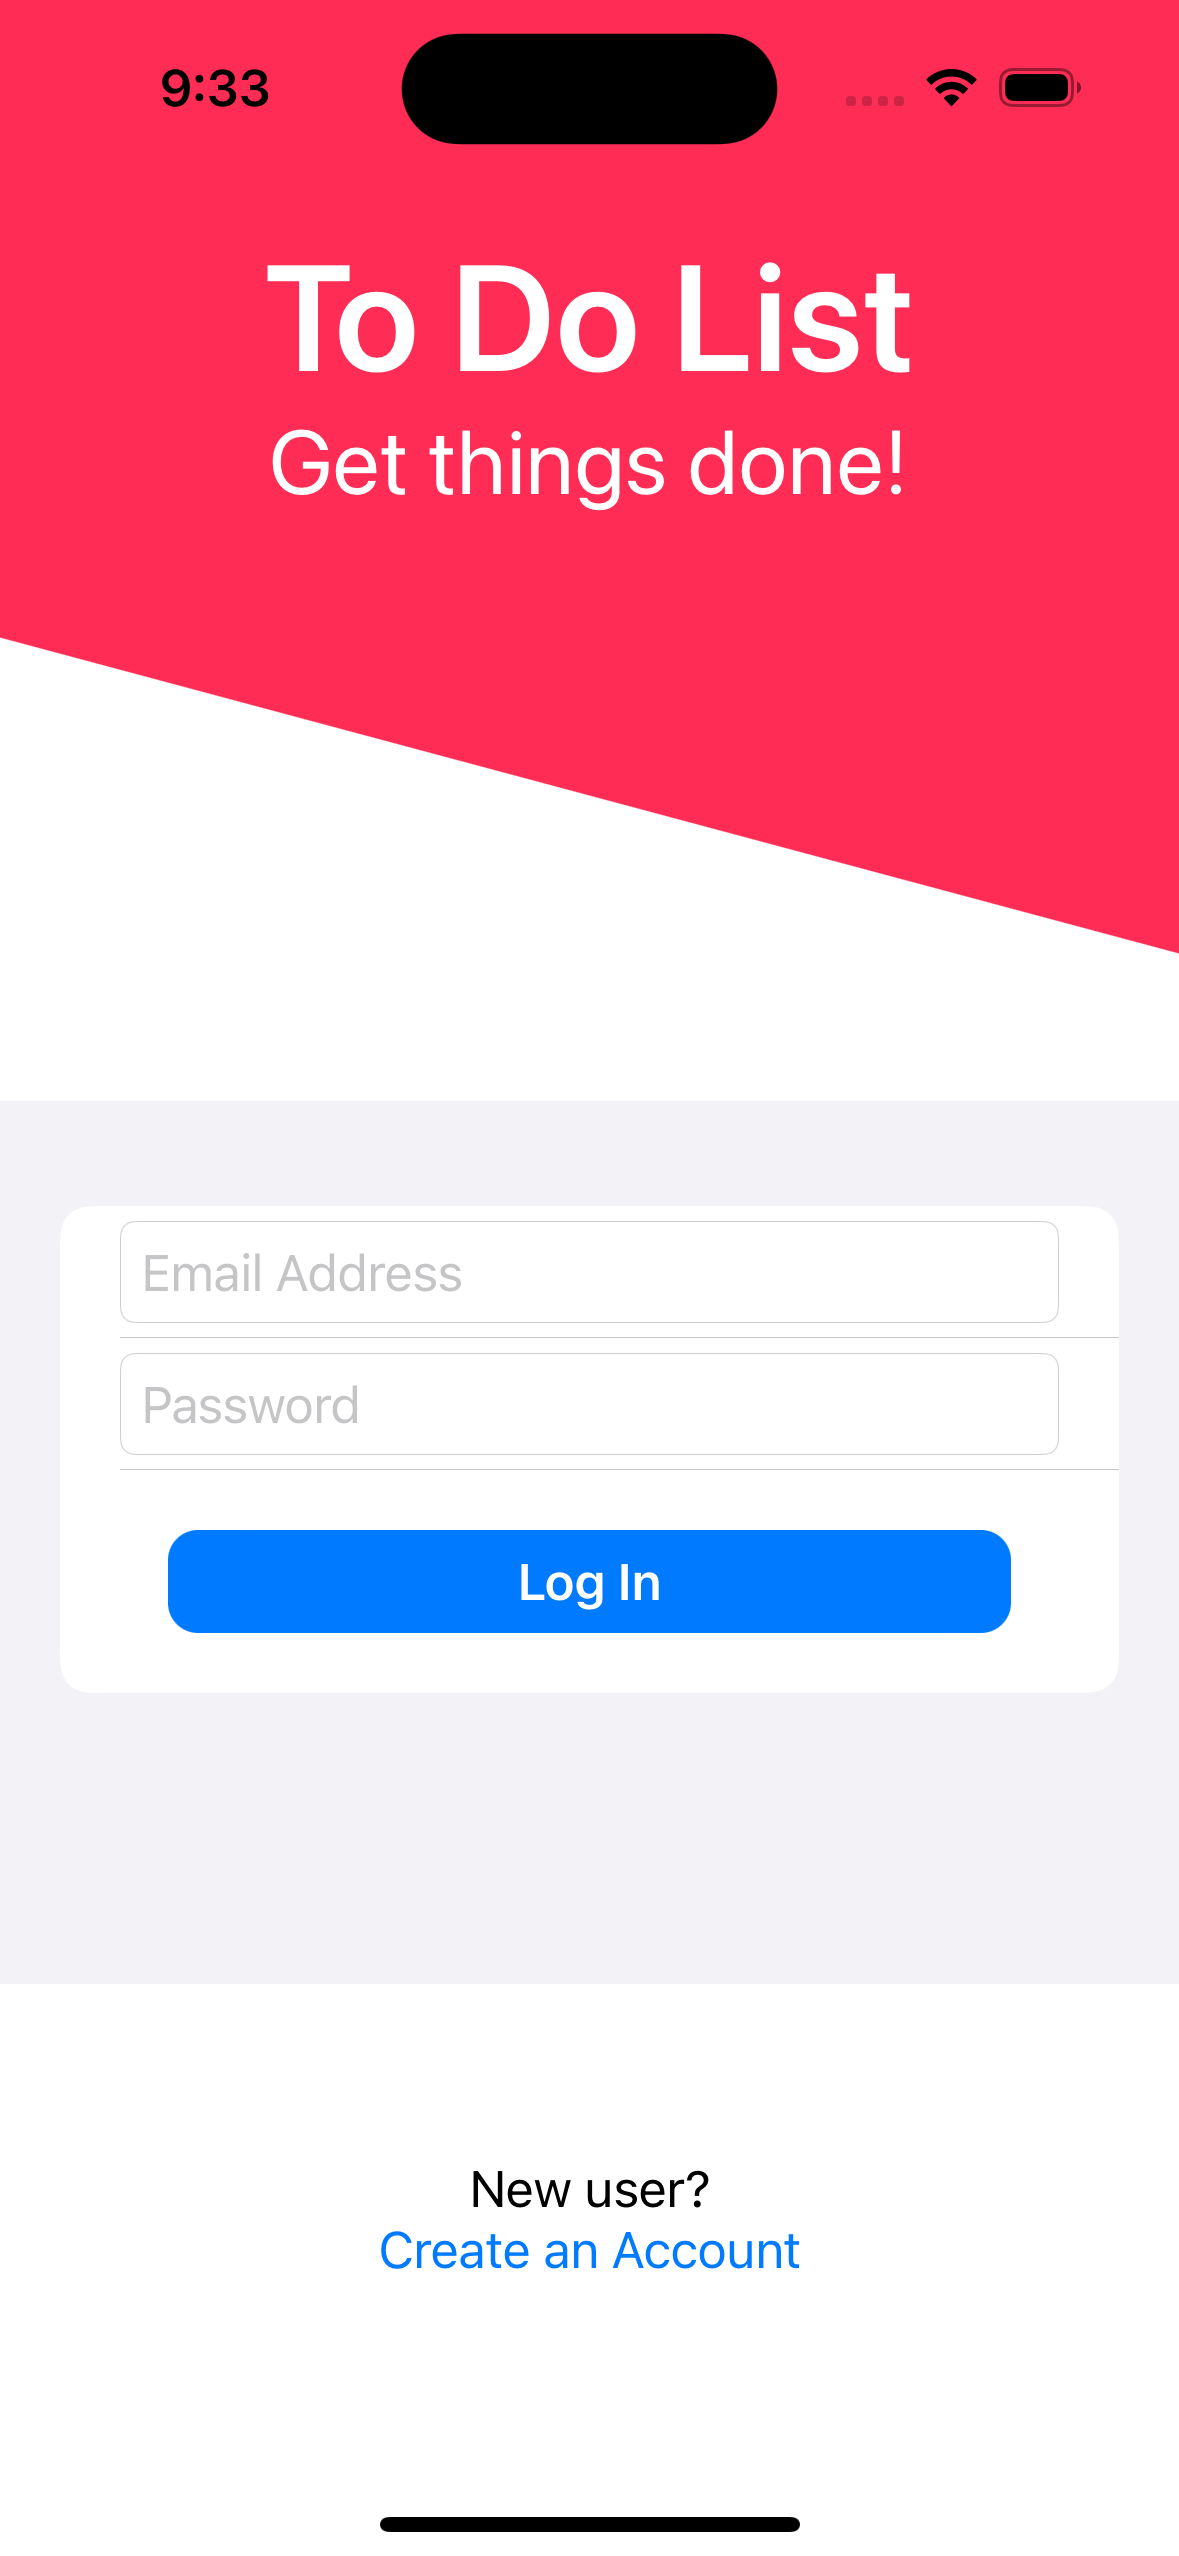 9:33
To Do List
Get things done!
Email Address
Password
Log In
New user?
Create an Account